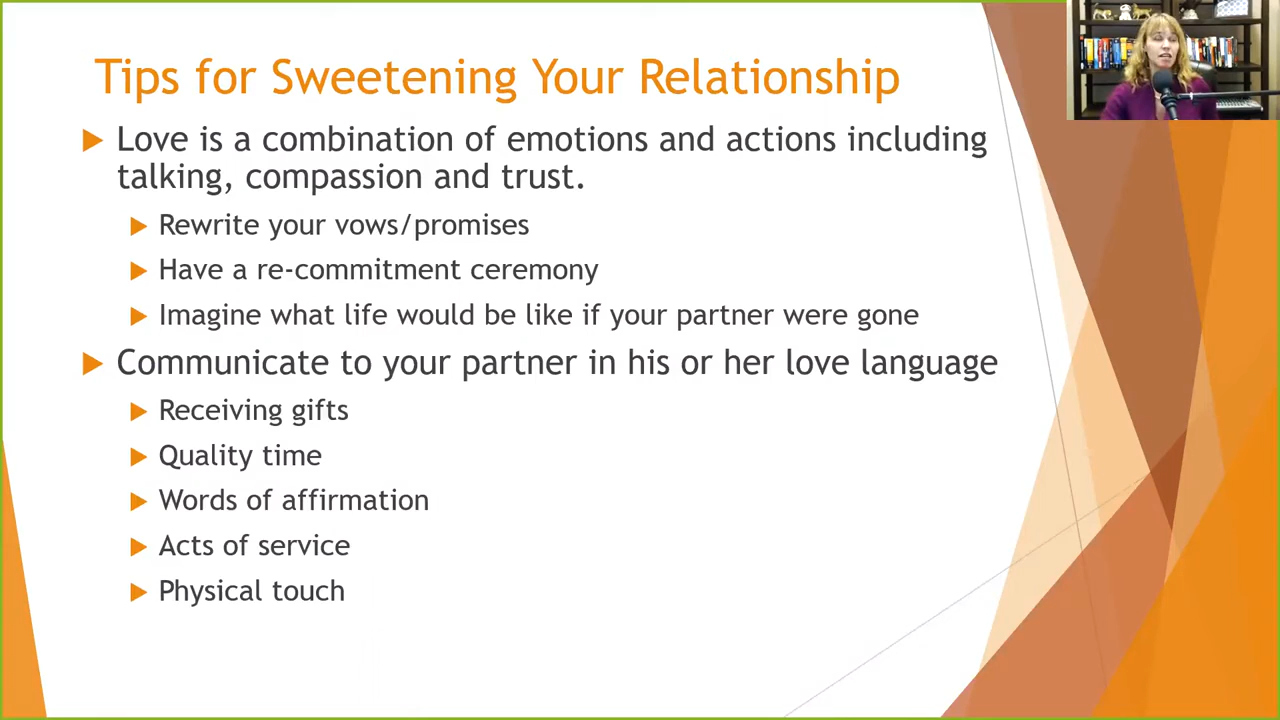 Tips for Sweetening Your Relationship
Love is a combination of emotions and actions including
talking, compassion and trust.
Rewrite your vows/promises
Have a re-commitment ceremony
Imagine what life would be like if your partner were gone
Communicate to your partner in his or her love language
Receiving gifts
Quality time
Words of affirmation
Acts of service
Physical touch